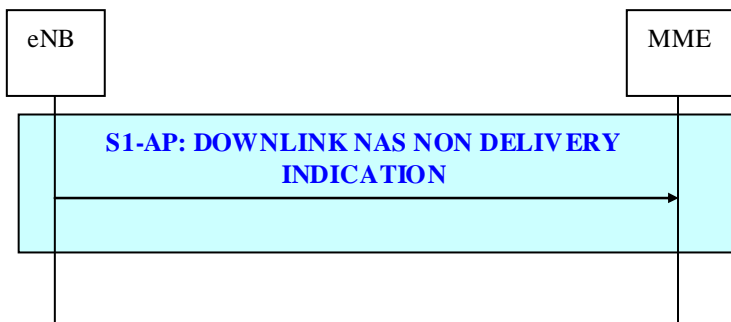 eNB
MME
S1-AP: DOWNLINK NAS NON DELIVERY
INDICATION